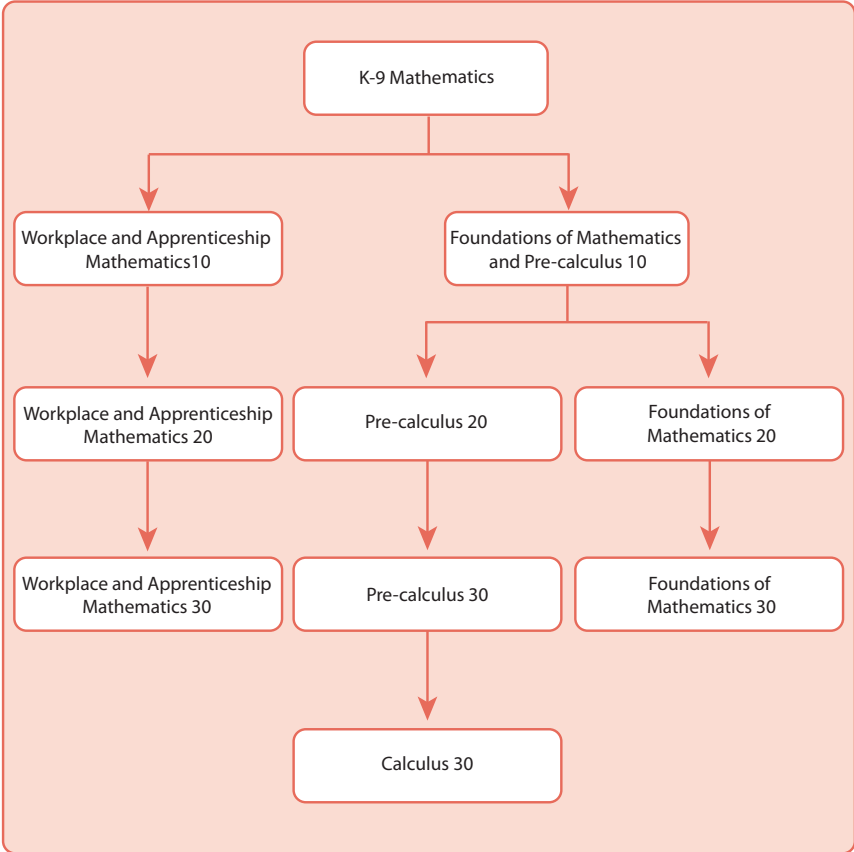 K-9 Mathematics
Workplace and Apprenticeship
Mathematics10
Foundations of Mathematics
and Pre-calculus 10
Workplace and Apprenticeship
Mathematics 20
Pre-calculus 20
Foundations of
Mathematics 20
Workplace and Apprenticeship
Mathematics 30
Pre-calculus 30
Foundations of
Mathematics 30
Calculus 30